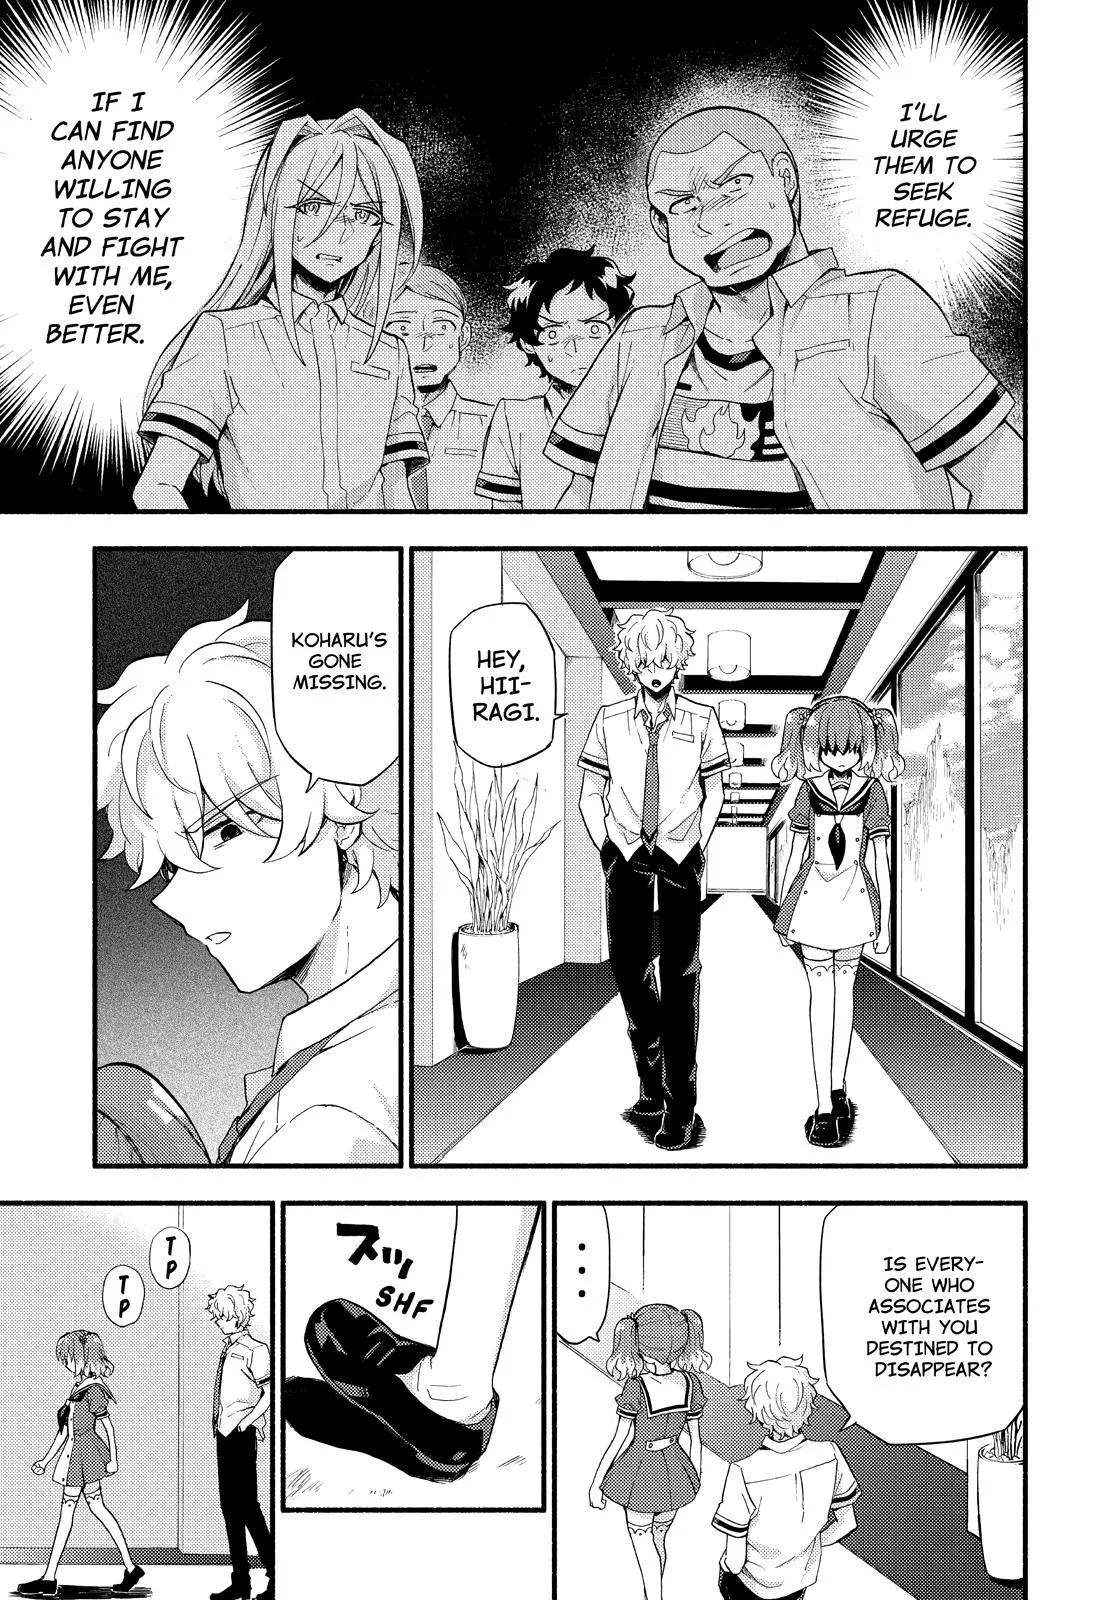 I'LL
URGE
THEM TO
SEEK
REFUGE.
IF I
CAN FIND
ANYONE
WILLING
TO STAY
AND FIGHT
WITH ME,
EVEN
BETTER.
HEY,
HII-
RAGI.
KOHARU'S
GONE
MISSING.
IS EVERY-
ONE WHO
ASSOCIATES
WITH YOU
DESTINED TO
DISAPPEAR?
...
ズッ
SHF
TP
TP